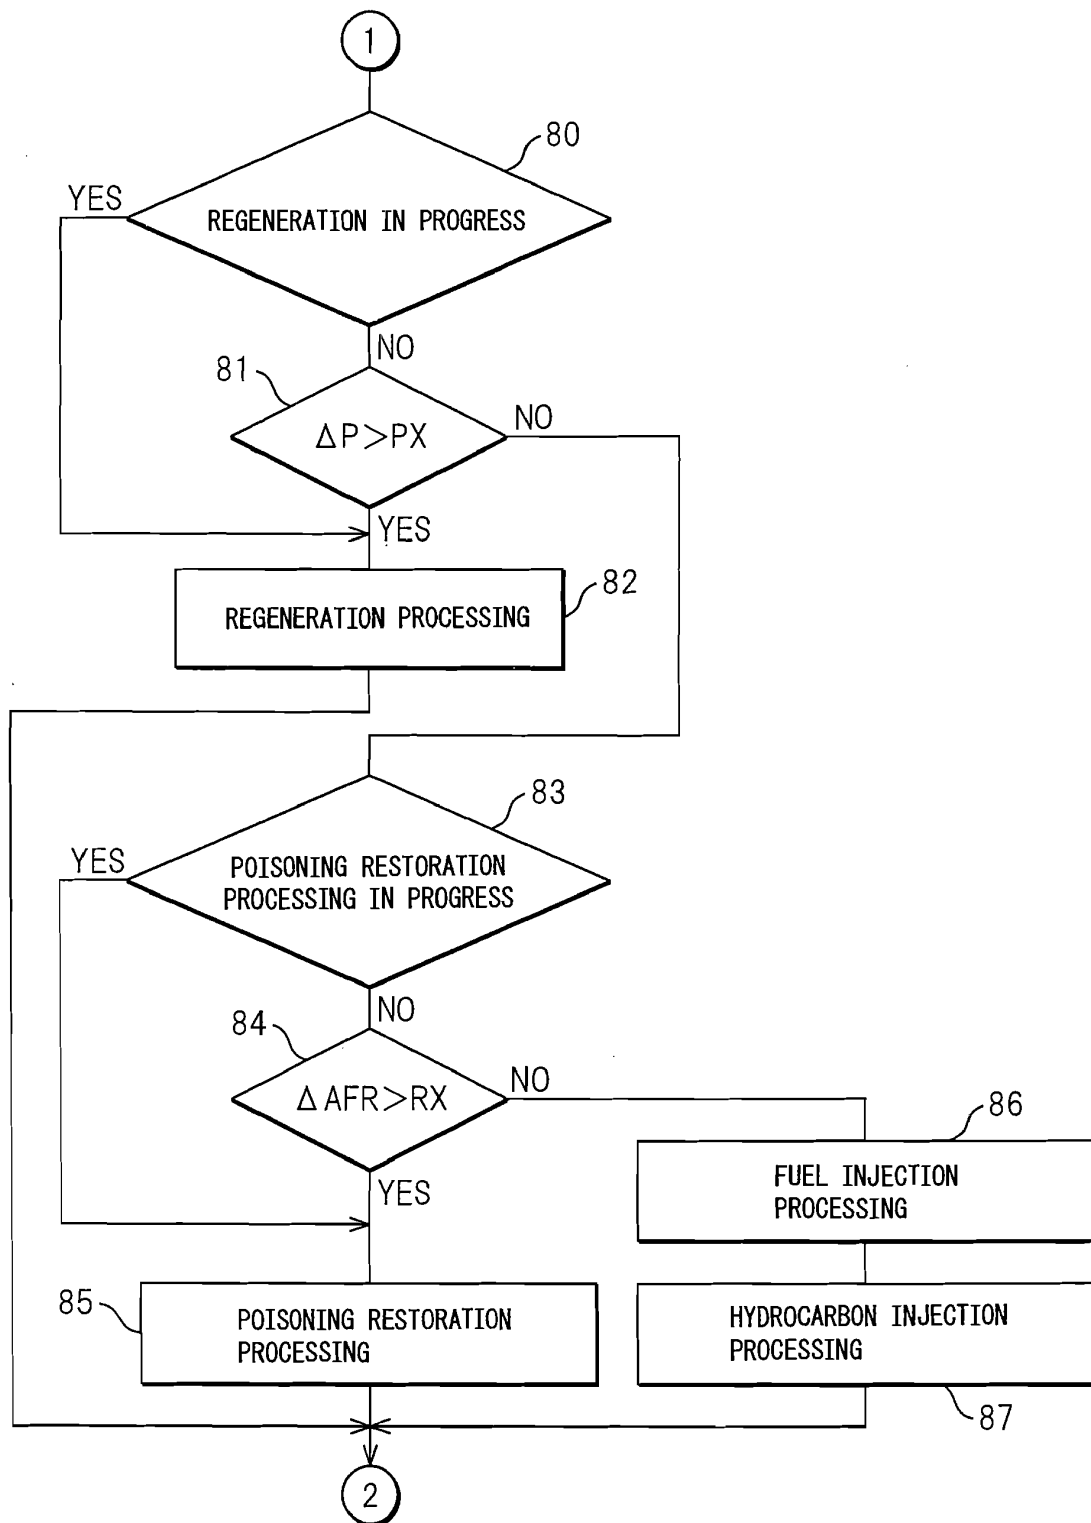 1
80
YES
REGENERATION IN PROGRESS
NO
81
ΔP>PX
NO
YES
82
REGENERATION PROCESSING
83
YES
POISONING RESTORATION
PROCESSING IN PROGRESS
NO
84
ΔAFR>RX
NO
YES
86
FUEL INJECTION
PROCESSING
85
POISONING RESTORATION
PROCESSING
HYDROCARBON INJECTION
PROCESSING
87
2